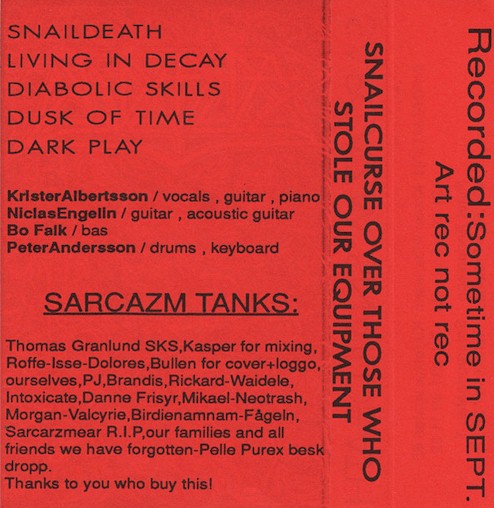 SNAILDEATH
LIVING IN DECAY
DIABOLIC SKILLS
DUSK OF TIME
DARK PLAY
KristerAlbertsson / vocals , guitar , piano
NiclasEngelin / guitar , acoustic guitar
Bo Falk / bas
PeterAndersson / drums , keyboard
SARCAZM TANKS:
Thomas Granlund SKS,Kasper for mixing,
Roffe-Isse-Dolores,Bullen for cover+loggo,
ourselves,PJ,Brandis,Rickard-Waidele,
Intoxicate,Danne Frisyr,Mikael-Neotrash,
Morgan-Valcyrie,Birdienamnam-Fågeln,
Sarcarzmear R.I.P,our families and all
friends we have forgotten-Pelle Purex besk
dropp.
Thanks to you who buy this!
SNAILCURSE OVER THOSE WHO
STOLE OUR EQUIPMENT
Recorded:Sometime in SEPT.
Art rec not rec